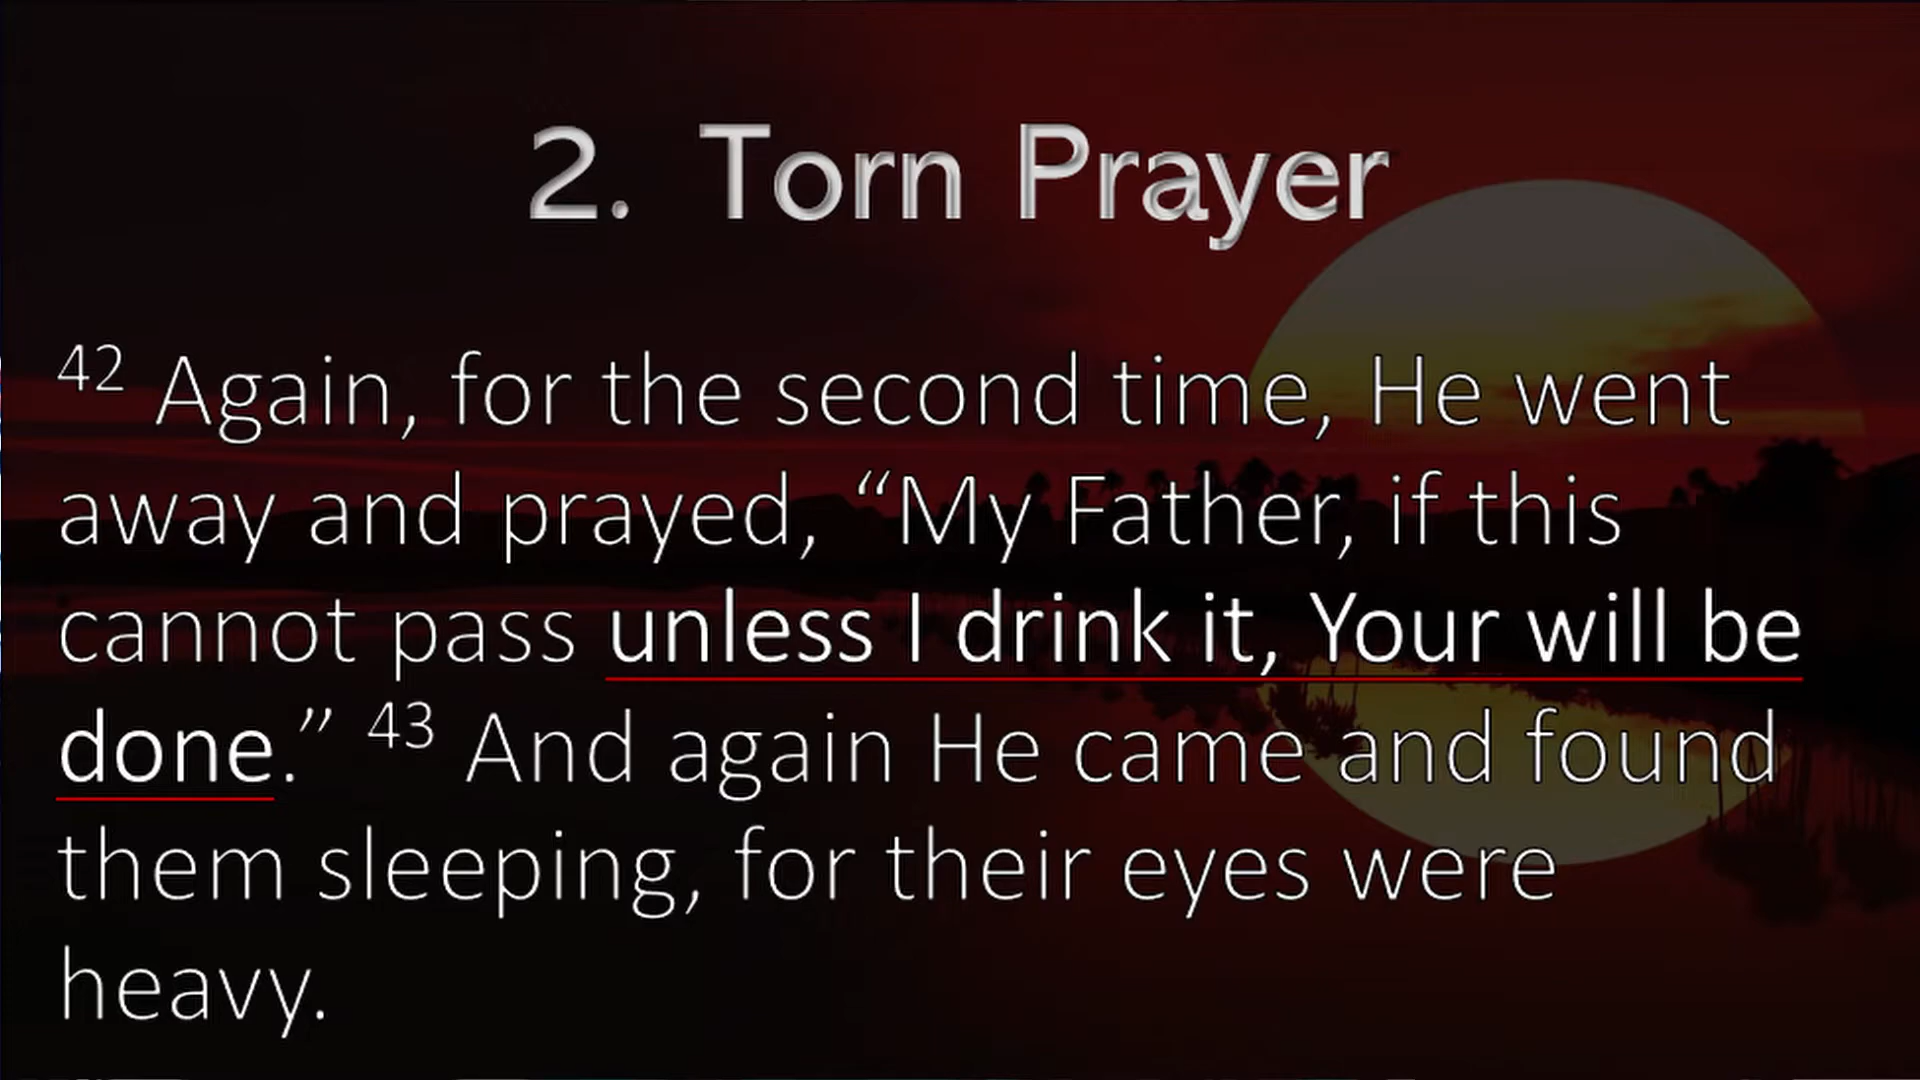 2. Torn Prayer
42 Again, for the second time, He went
away and prayed, “My Father, if this
cannot pass unless I drink it, Your will be
done.” 43 And again He came and found
them sleeping, for their eyes were
heavy.